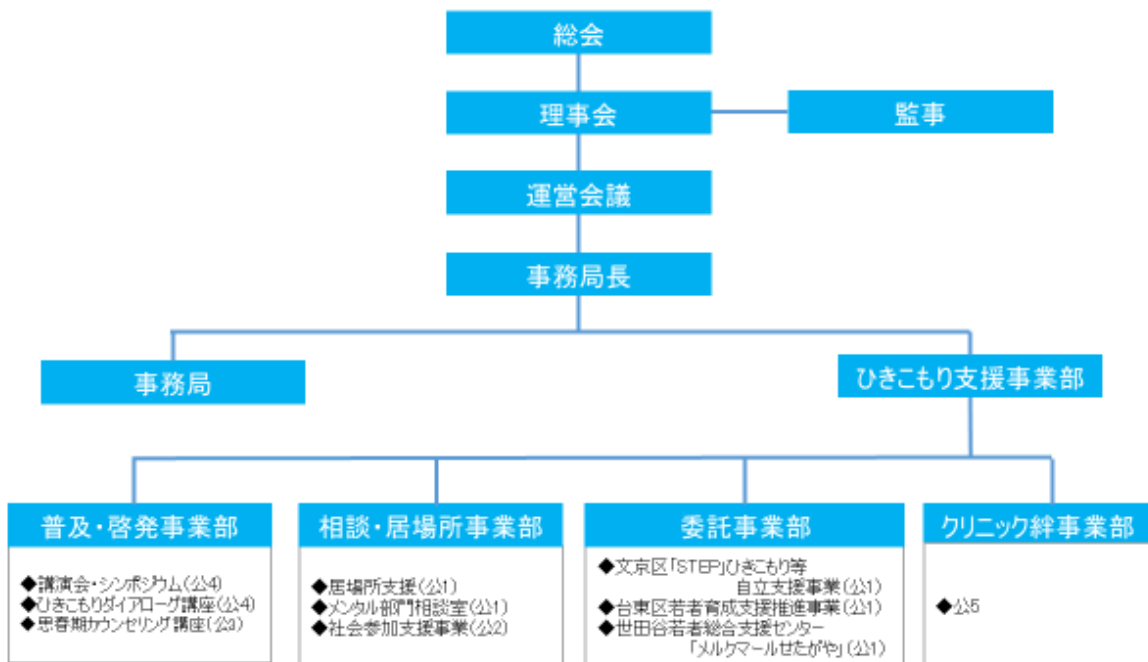 総会
理事会
監事
運営会議
事務局長
事務局
ひきこもり支援事業部
普及・啓発事業部
◆講演会・シンポジウム(公4)
◆ひきこもりダイアローグ講座(公4)
◆思春期カウンセリング講座(公3)
相談・居場所事業部
◆居場所支援(公1)
◆メンタル部門相談室(公1)
◆社会参加支援事業(公2)
委託事業部
◆文京区「STEP」ひきこもり等
自立支援事業(公1)
◆台東区若者育成支援推進事業(公1)
◆世田谷若者総合支援センター
「メルクマールせたがや」(公1)
クリニック絆事業部
◆公5